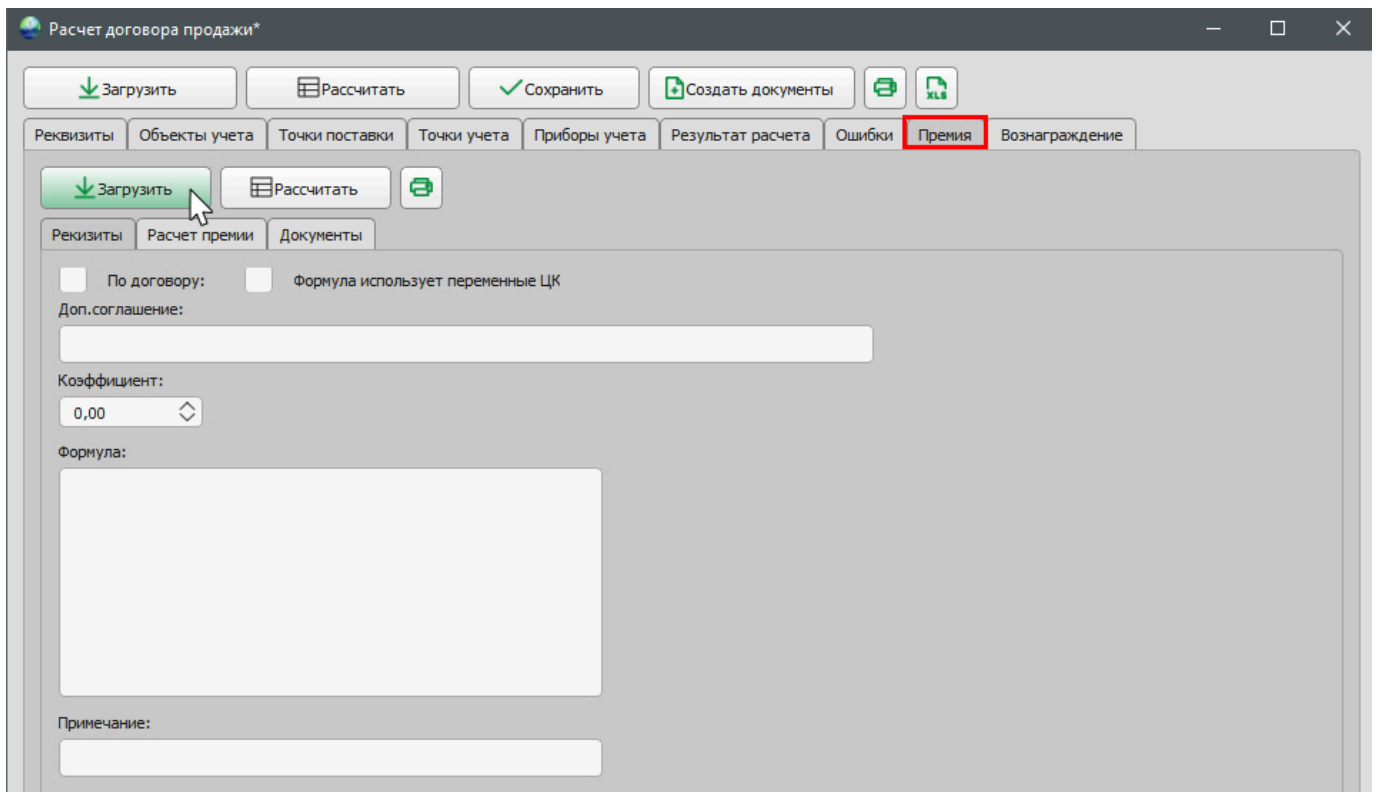 Расчет договора продажи*
Загрузить Рассчитать Сохранить Создать документы XLS
Реквизиты Объекты учета Точки поставки Точки учета Приборы учета Результат расчета Ошибки Премия Вознаграждение
Загрузить Рассчитать
Рекизиты Расчет премии Документы
По договору: Формула использует переменные ЦК
Доп.соглашение:
Коэффициент:
0,00
Формула:
Примечание: